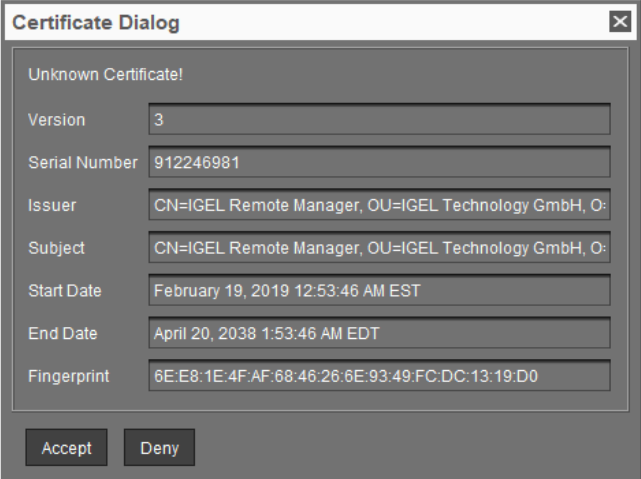 Certificate Dialog
Unknown Certificate!
Version 3
Serial Number 912246981
Issuer CN=IGEL Remote Manager, OU=IGEL Technology GmbH, O=
Subject CN=IGEL Remote Manager, OU=IGEL Technology GmbH, O=
Start Date February 19, 2019 12:53:46 AM EST
End Date April 20, 2038 1:53:46 AM EDT
Fingerprint 6E:E8:1E:4F:AF:68:46:26:6E:93:49:FC:DC:13:19:D0
Accept Deny